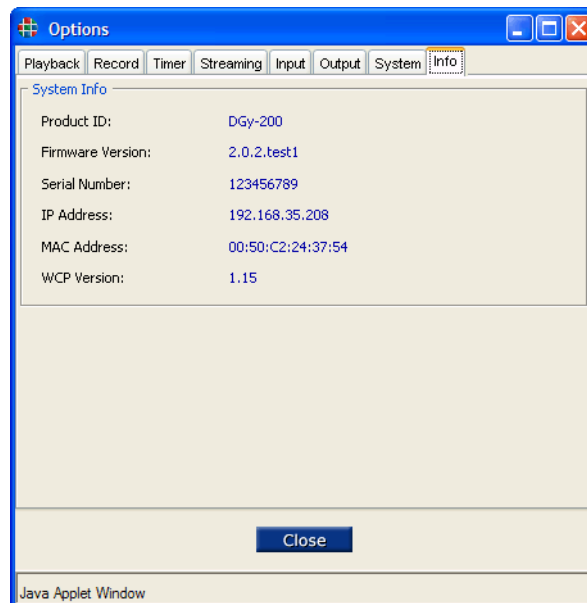 Options
Playback Record Timer Streaming Input Output System Info
System Info
Product ID: DGy-200
Firmware Version: 2.0.2.test1
Serial Number: 123456789
IP Address: 192.168.35.208
MAC Address: 00:50:C2:24:37:54
WCP Version: 1.15
Close
Java Applet Window